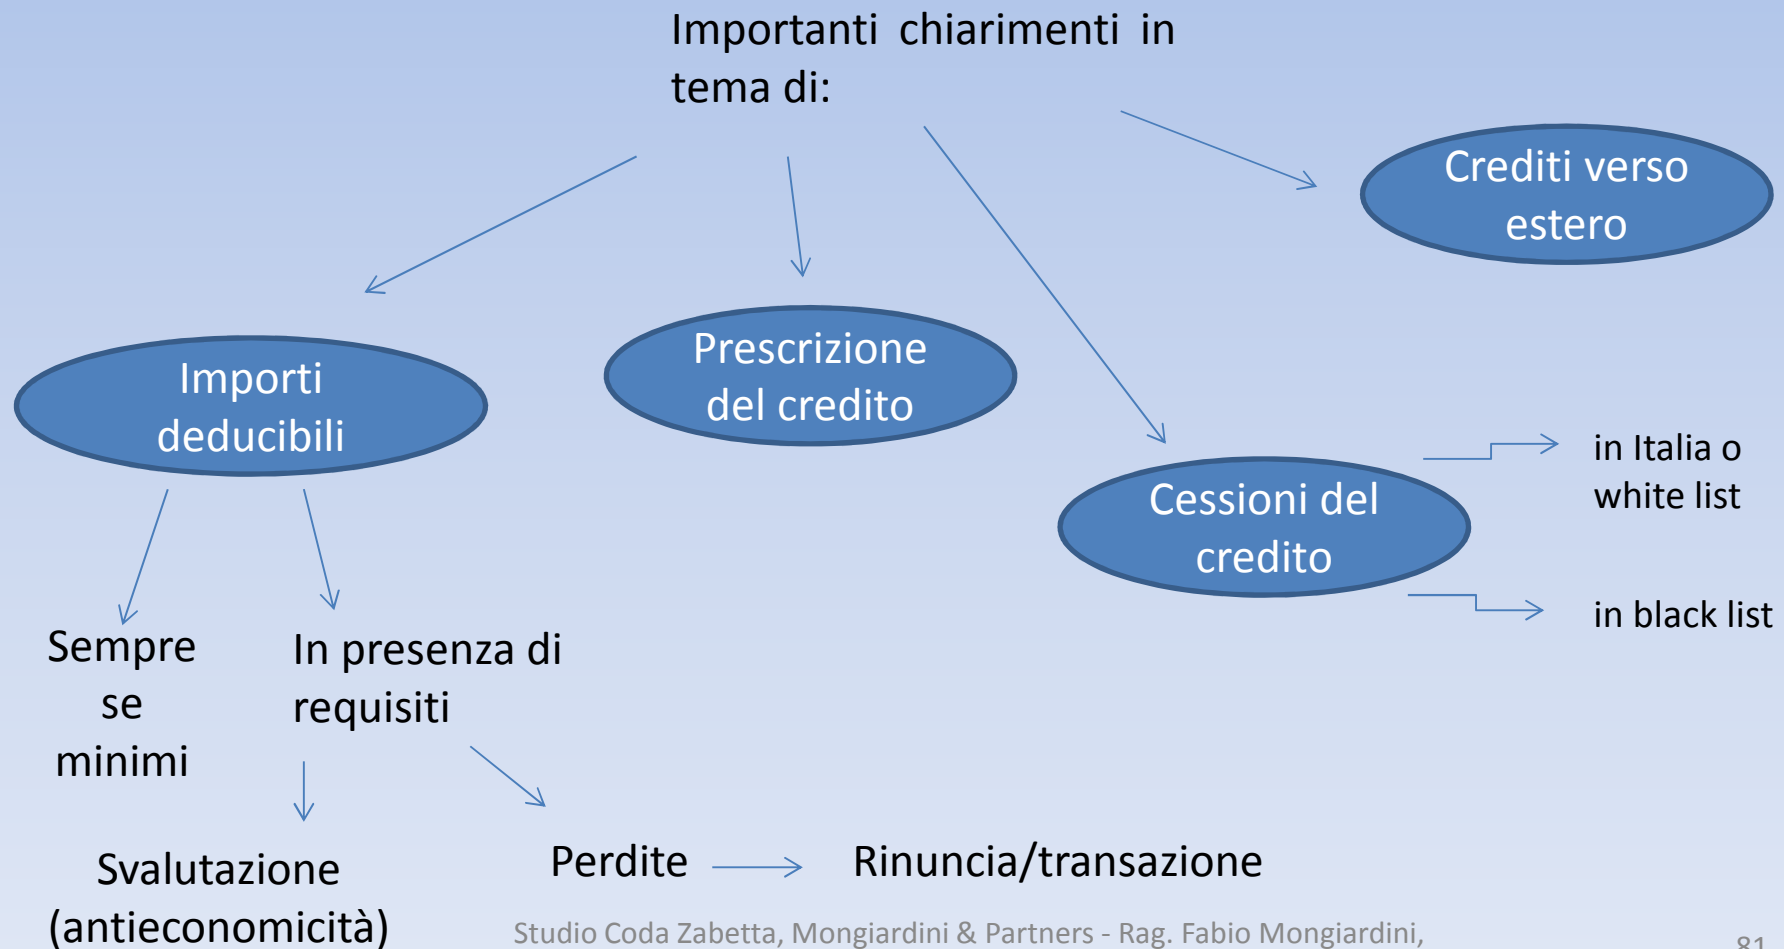 Importanti chiarimenti in
tema di:
Crediti verso
estero
Prescrizione
del credito
Importi
deducibili
Cessioni del
credito
in Italia o
white list
in black list
Sempre
se
minimi
In presenza di
requisiti
Svalutazione
(antieconomicità)
Perdite
Rinuncia/transazione
Studio Coda Zabetta, Mongiardini & Partners - Rag. Fabio Mongiardini,
81